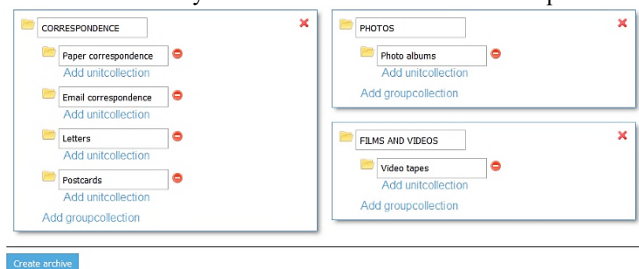 CORRESPONDENCE
Paper correspondence
Add unitcollection
Email correspondence
Add unitcollection
Letters
Add unitcollection
Postcards
Add unitcollection
Add groupcollection
PHOTOS
Photo albums
Add unitcollection
Add groupcollection
FILMS AND VIDEOS
Video tapes
Add unitcollection
Add groupcollection
Create archive